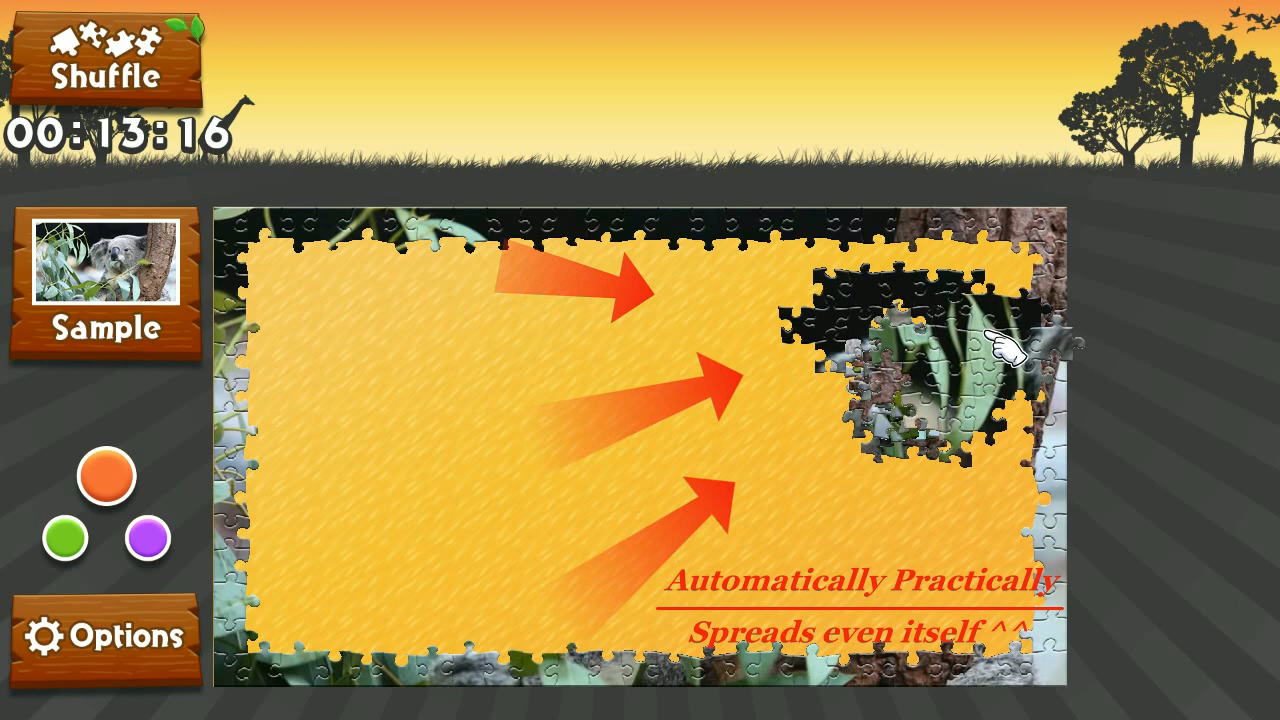 Shuffle
00:13:16
Sample
Options
Automatically Practically
Spreads even itself ^^